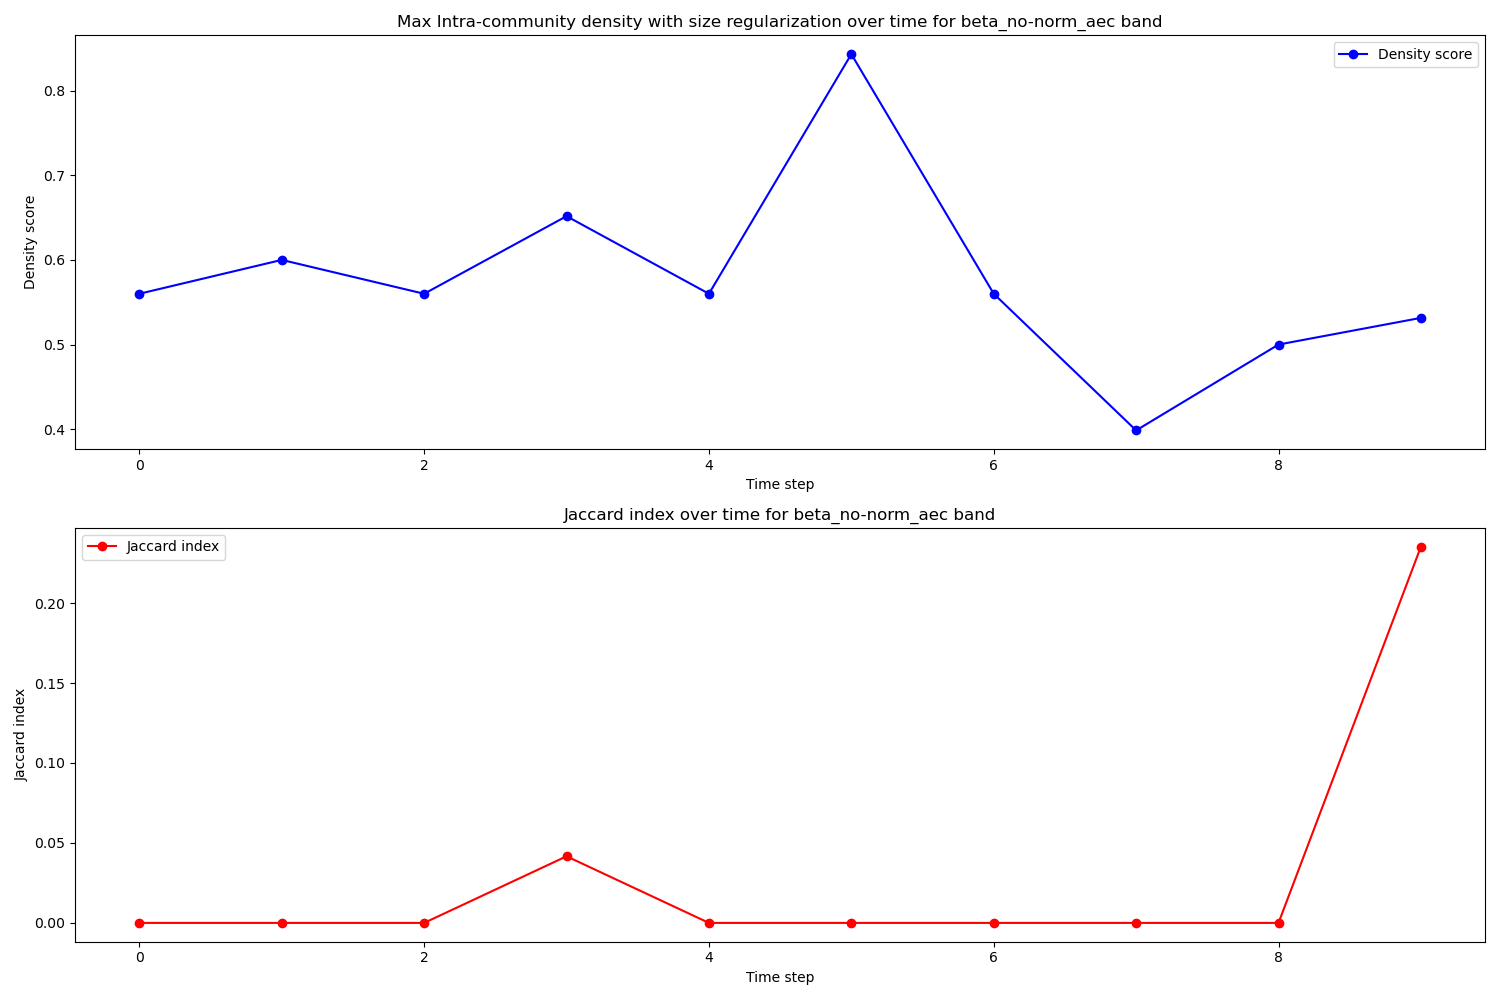 Max Intra-community density with size regularization over time for beta_no-norm_aec band
Density score
0.8
0.7
0.6
0.5
0.4
Density score
0
2
4
6
8
Time step
Jaccard index over time for beta_no-norm_aec band
Jaccard index
0.20
0.15
0.10
0.05
0.00
Jaccard index
0
2
4
6
8
Time step